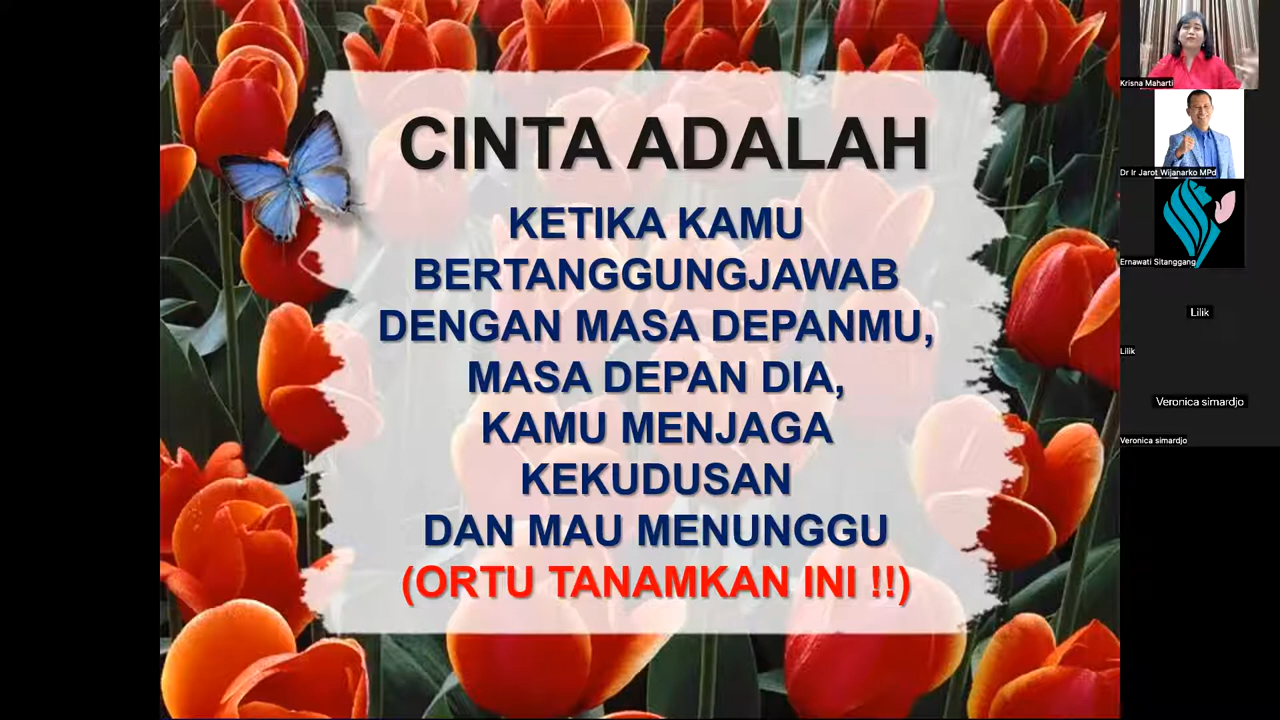 CINTA ADALAH
KETIKA KAMU
BERTANGGUNGJAWAB
DENGAN MASA DEPANMU,
MASA DEPAN DIA,
KAMU MENJAGA
KEKUDUSAN
DAN MAU MENUNGGU
(ORTU TANAMKAN INI !!)
Krisna Maharti
Dr Ir Jarot Wijanarko MPd
Ernawati Sitanggang
Lilik
Lilik
Veronica simardjo
Veronica simardjo